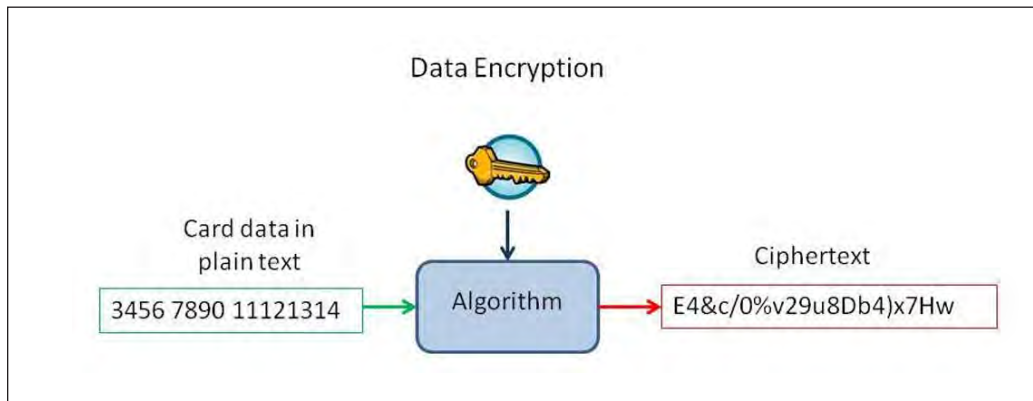 Data Encryption
Card data in
plain text
3456 7890 11121314
Algorithm
Ciphertext
E4&c/0%v29u8Db4)x7Hw